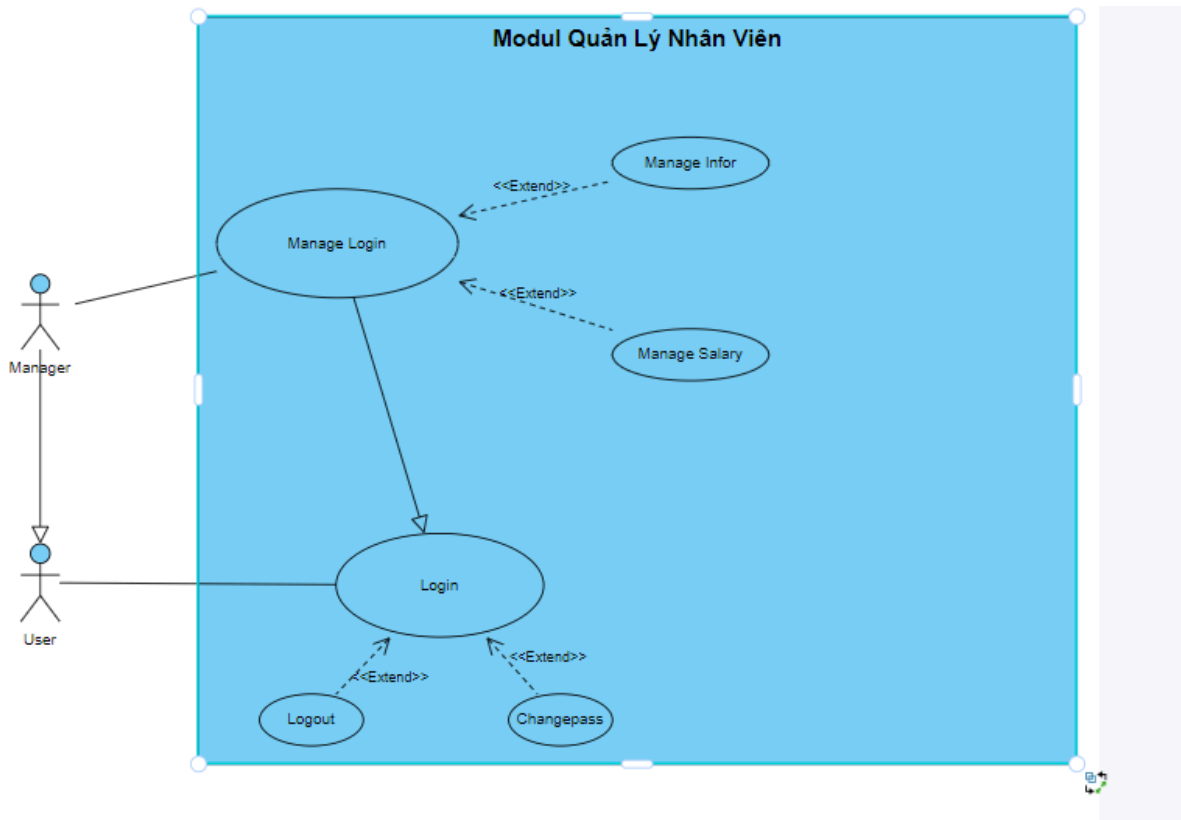 Modul Quản Lý Nhân Viên
Manage Infor
<<Extend>>
Manage Login
<<Extend>>
Manage Salary
Manager
Login
User
<<Extend>>
<<Extend>>
Logout
Changepass